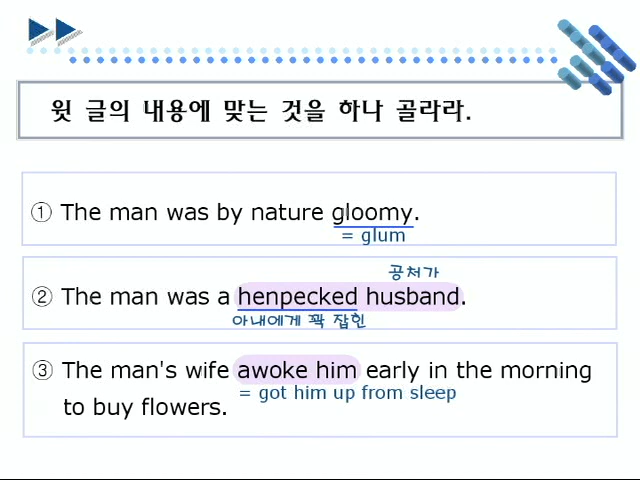 윗 글의 내용에 맞는 것을 하나 골라라.
① The man was by nature gloomy.
= glum
공처가
② The man was a henpecked husband.
아내에게 꽉 잡힌
③ The man's wife awoke him early in the morning
= got him up from sleep
to buy flowers.